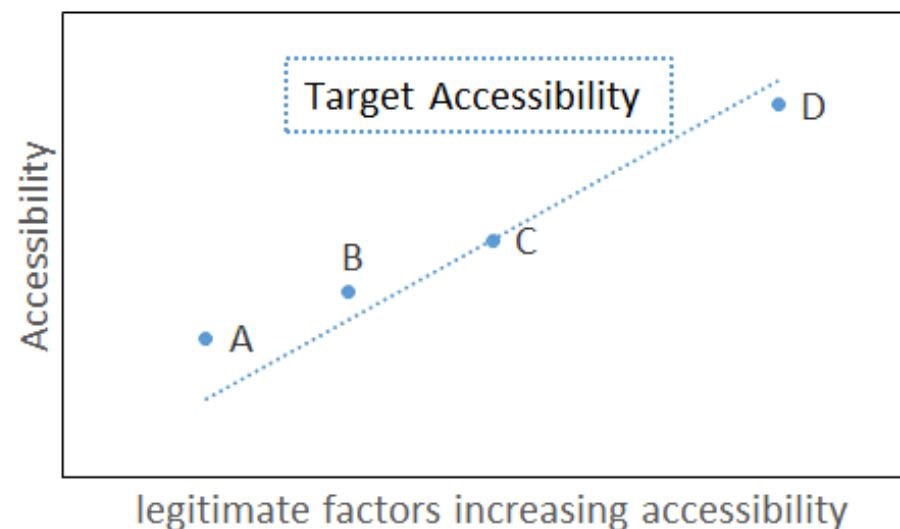 Target Accessibility
D
C
B
A
Accessibility
legitimate factors increasing accessibility